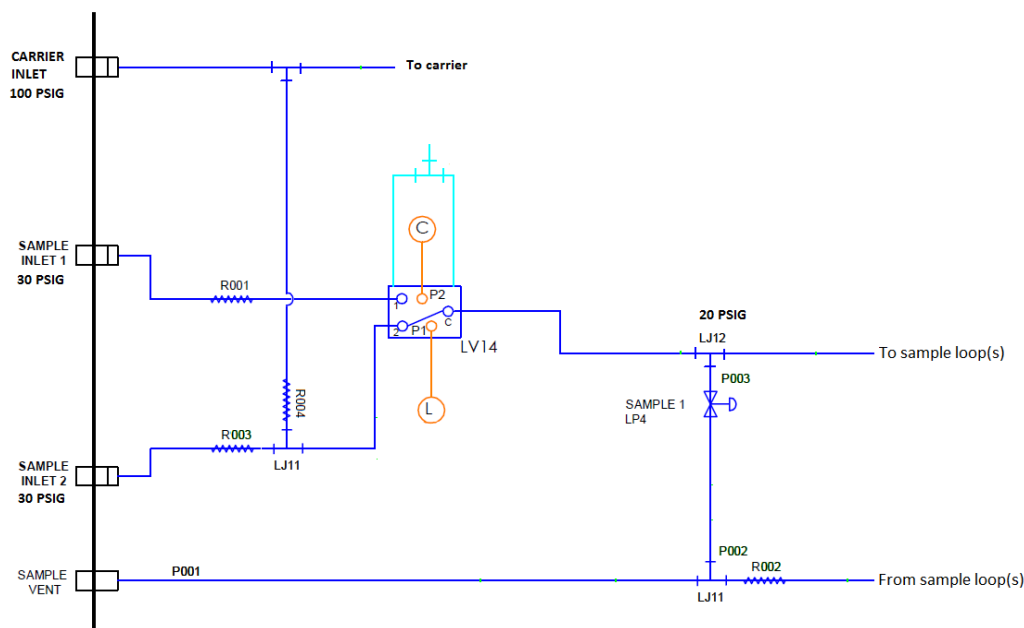 CARRIER
INLET
100 PSIG
To carrier
C
SAMPLE
INLET 1
30 PSIG
R001
P2
1
C
2
P1
LV14
20 PSIG
LJ12
To sample loop(s)
P003
R004
L
SAMPLE 1
LP4
R003
LJ11
SAMPLE
INLET 2
30 PSIG
P002
SAMPLE
VENT
P001
R002
From sample loop(s)
LJ11